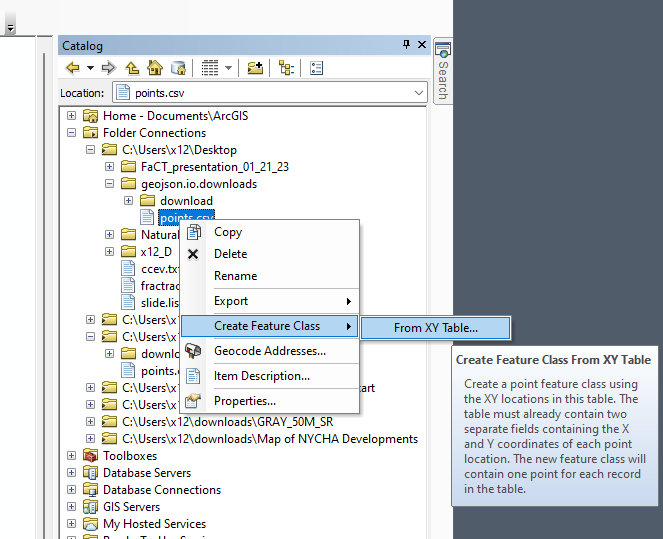 Catalog
Location: points.csv
Search
Home - Documents\ArcGIS
Folder Connections
C:\Users\x12\Desktop
FaCT_presentation_01_21_23
geojson.io.downloads
download
points.csv
Copy
Natural
Delete
x12_D
Rename
ccev.tx
fractrac
Export
slide.lis
C:\Users\x1
Create Feature Class
From XY Table...
C:\Users\x1
downlo
Geocode Addresses...
Create Feature Class From XY Table
points.c
Item Description...
Create a point feature class using
C:\Users\x1
tart
the XY locations in this table. The
C:\Users\x1
Properties...
table must already contain two
C:\Users\x12\downloads\GRAY_50M_SR
separate fields containing the X
C:\Users\x12\downloads\Map of NYCHA Developments
and Y coordinates of each point
Toolboxes
location. The new feature class will
Database Servers
contain one point for each record
Database Connections
in the table.
GIS Servers
My Hosted Services